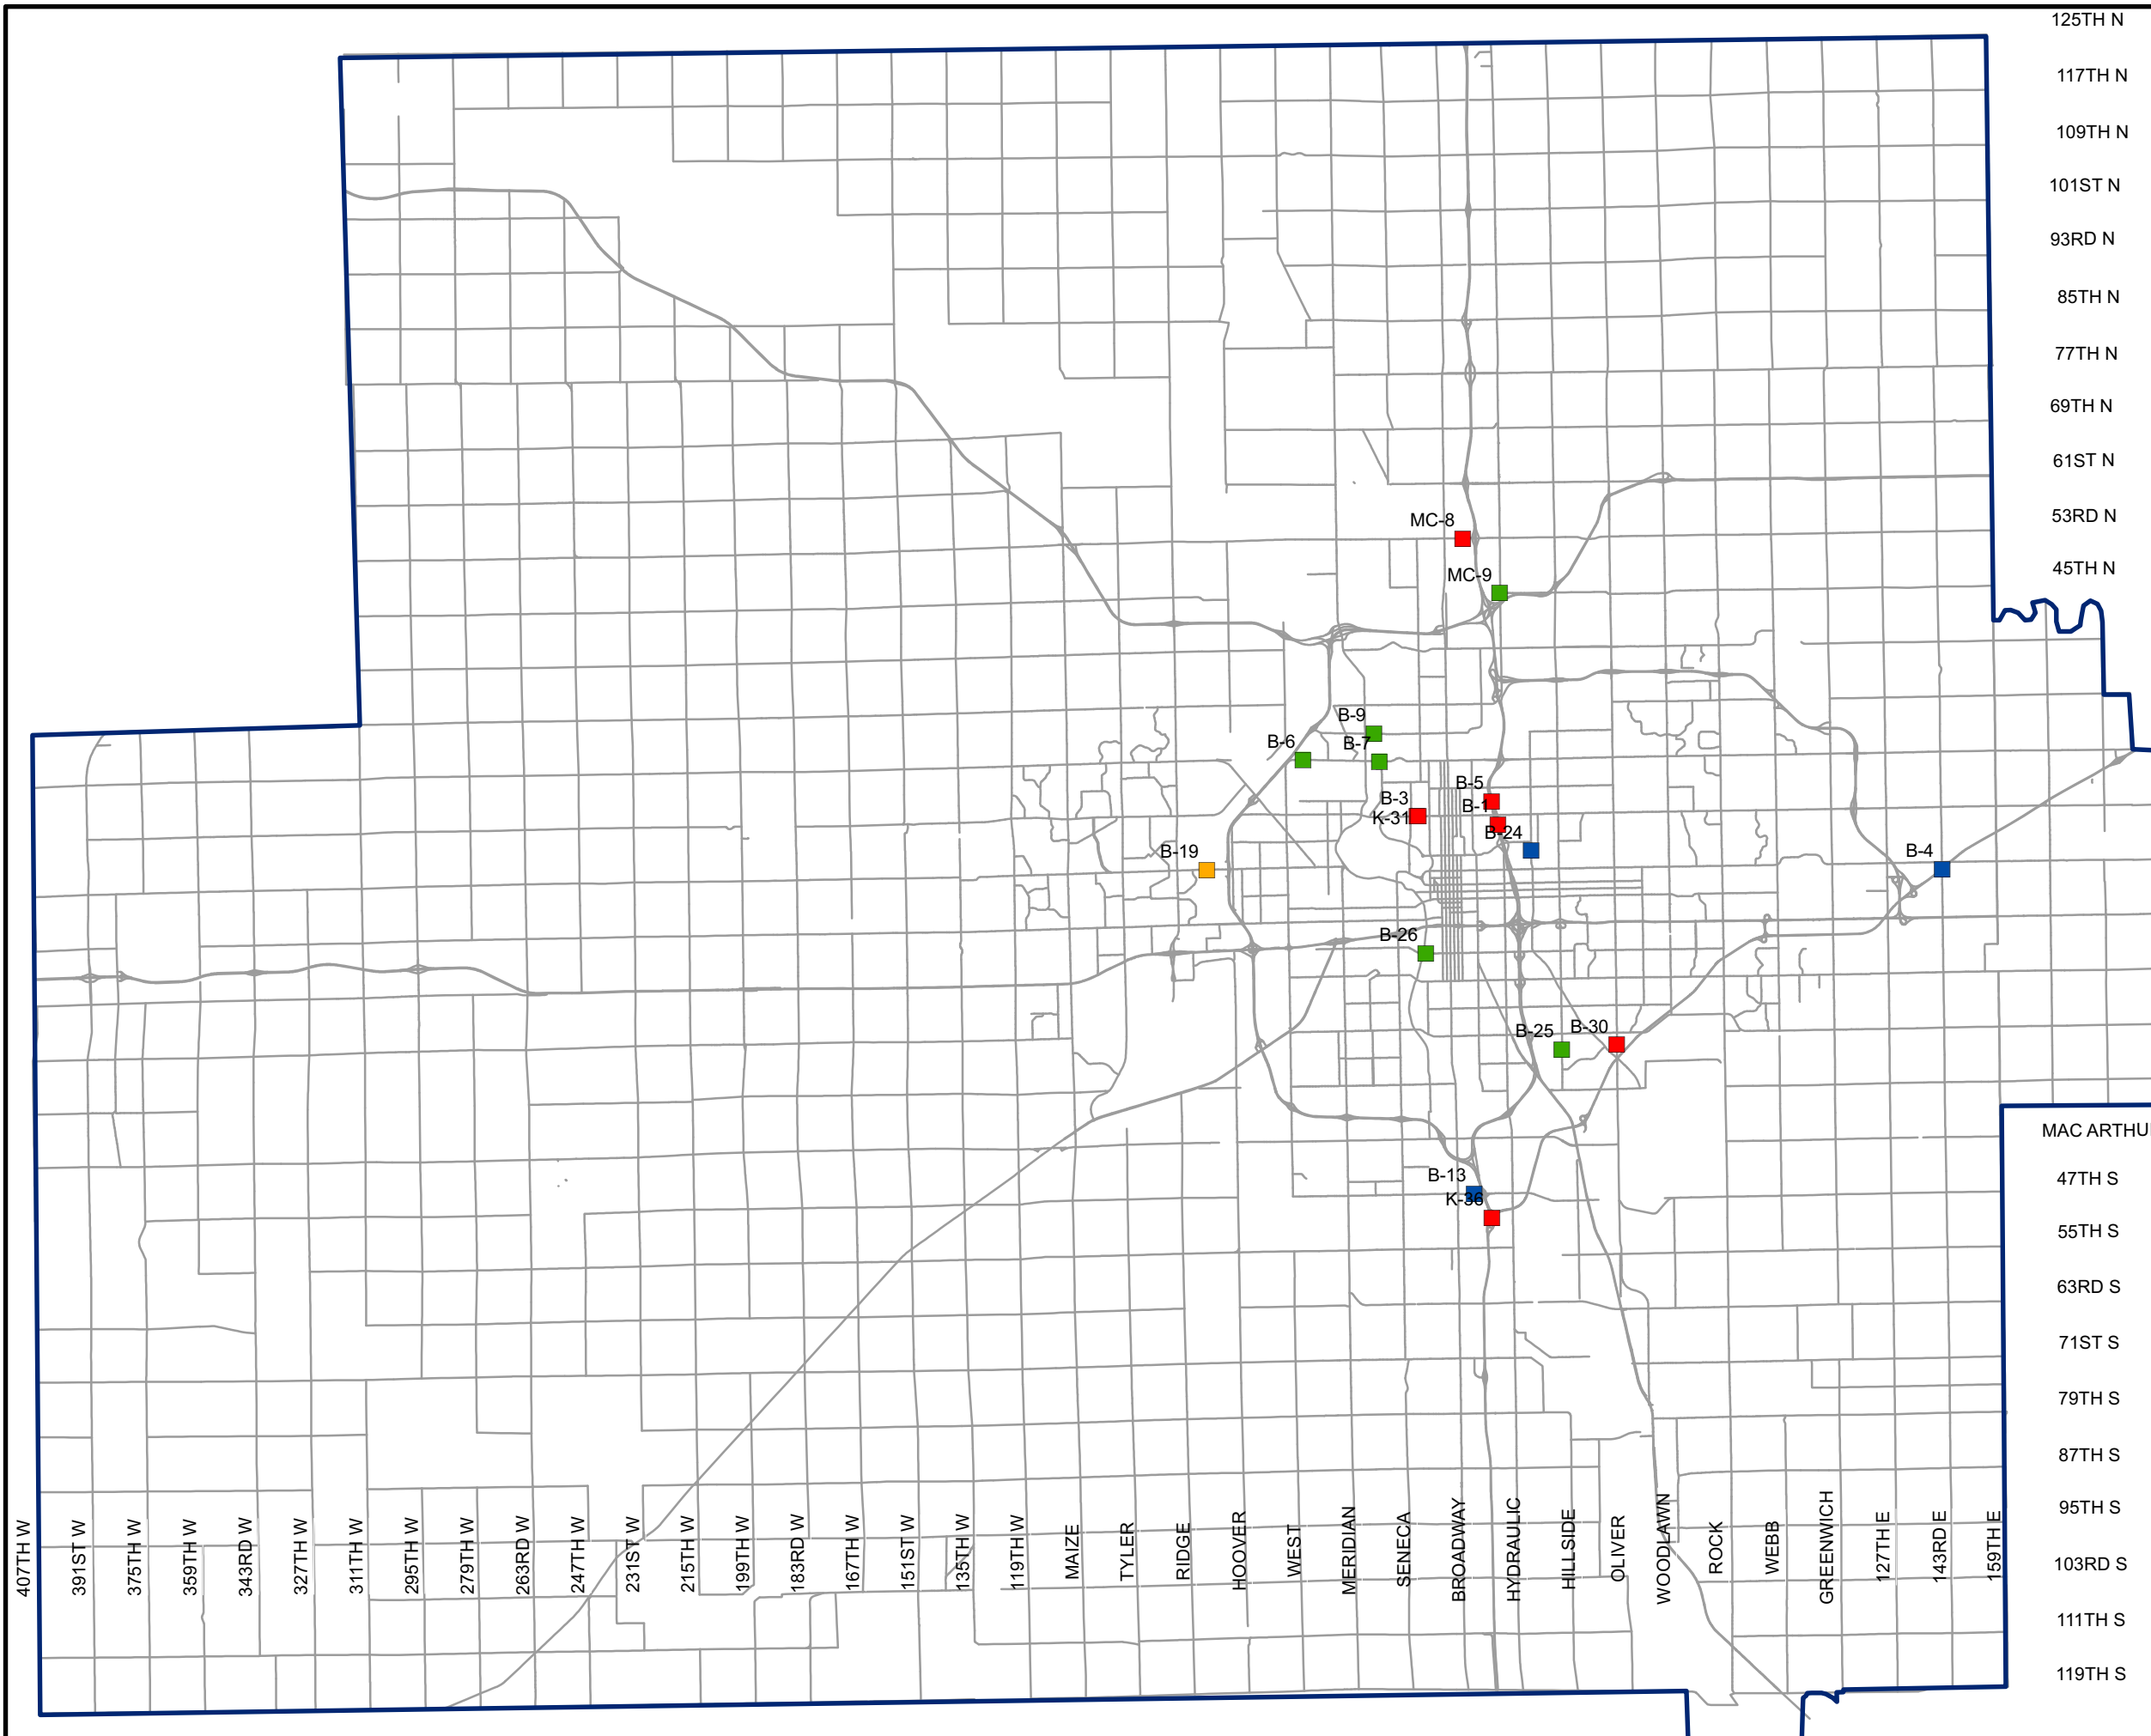 125TH N
117TH N
109TH N
101ST N
93RD N
85TH N
77TH N
69TH N
61ST N
53RD N
45TH N
MC-8
MC-9
B-9
B-6
B-7
B-5
B-3
B-1
K-31
B-24
B-19
B-4
B-26
B-25
B-30
B-13
K-36
MAC ARTHU
47TH S
55TH S
63RD S
71ST S
79TH S
87TH S
95TH S
103RD S
111TH S
119TH S
407TH W
391ST W
375TH W
359TH W
343RD W
327TH W
311TH W
295TH W
279TH W
263RD W
247TH W
231ST W
215TH W
199TH W
183RD W
167TH W
151ST W
135TH W
119TH W
MAIZE
TYLER
RIDGE
HOOVER
WEST
MERIDIAN
SENECA
BROADWAY
HYDRAULIC
HILLSIDE
OLIVER
WOODLAWN
ROCK
WEBB
GREENWICH
127TH E
143RD E
159TH E